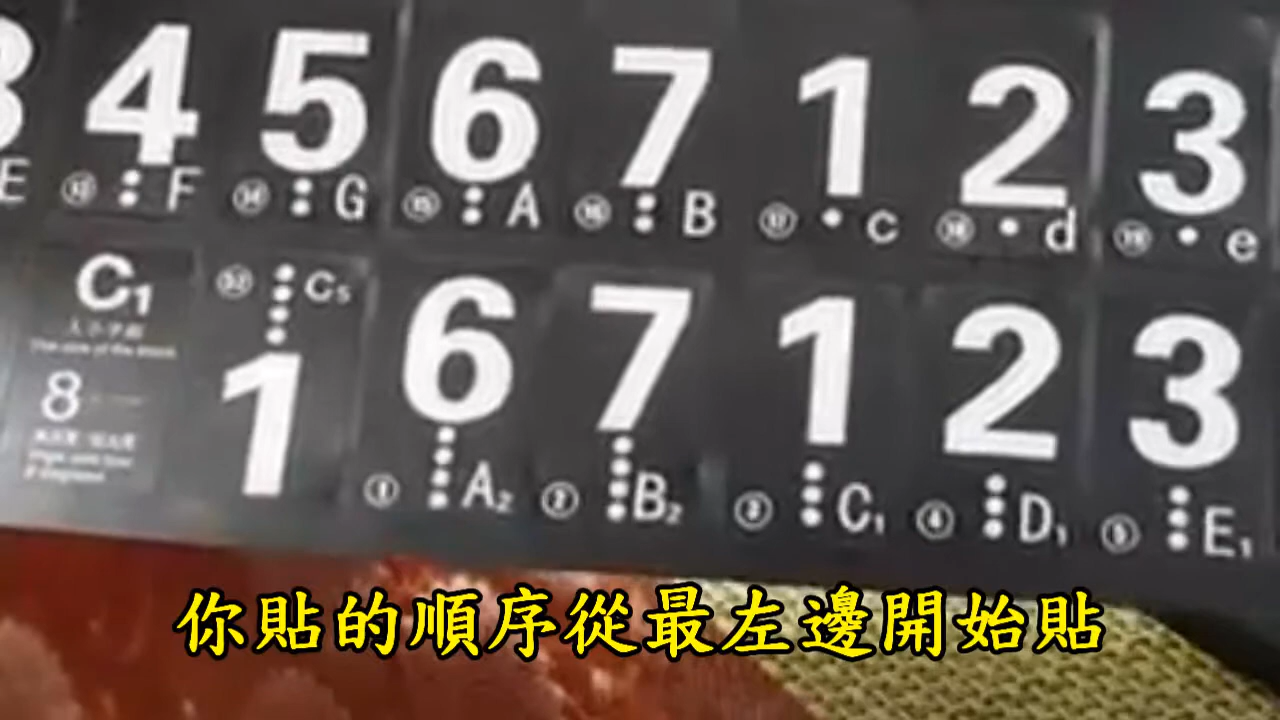 3 4 5 6 7 1 2 3
E ⑬ F ⑭ G ⑮ A ⑯ B ⑰ c ⑱ d ⑲ e
C1 52 C5 6 7 1 2 3
8 1
① A2 ② B2 ③ C1 ④ D1 ⑤ E1
你貼的順序從最左邊開始貼